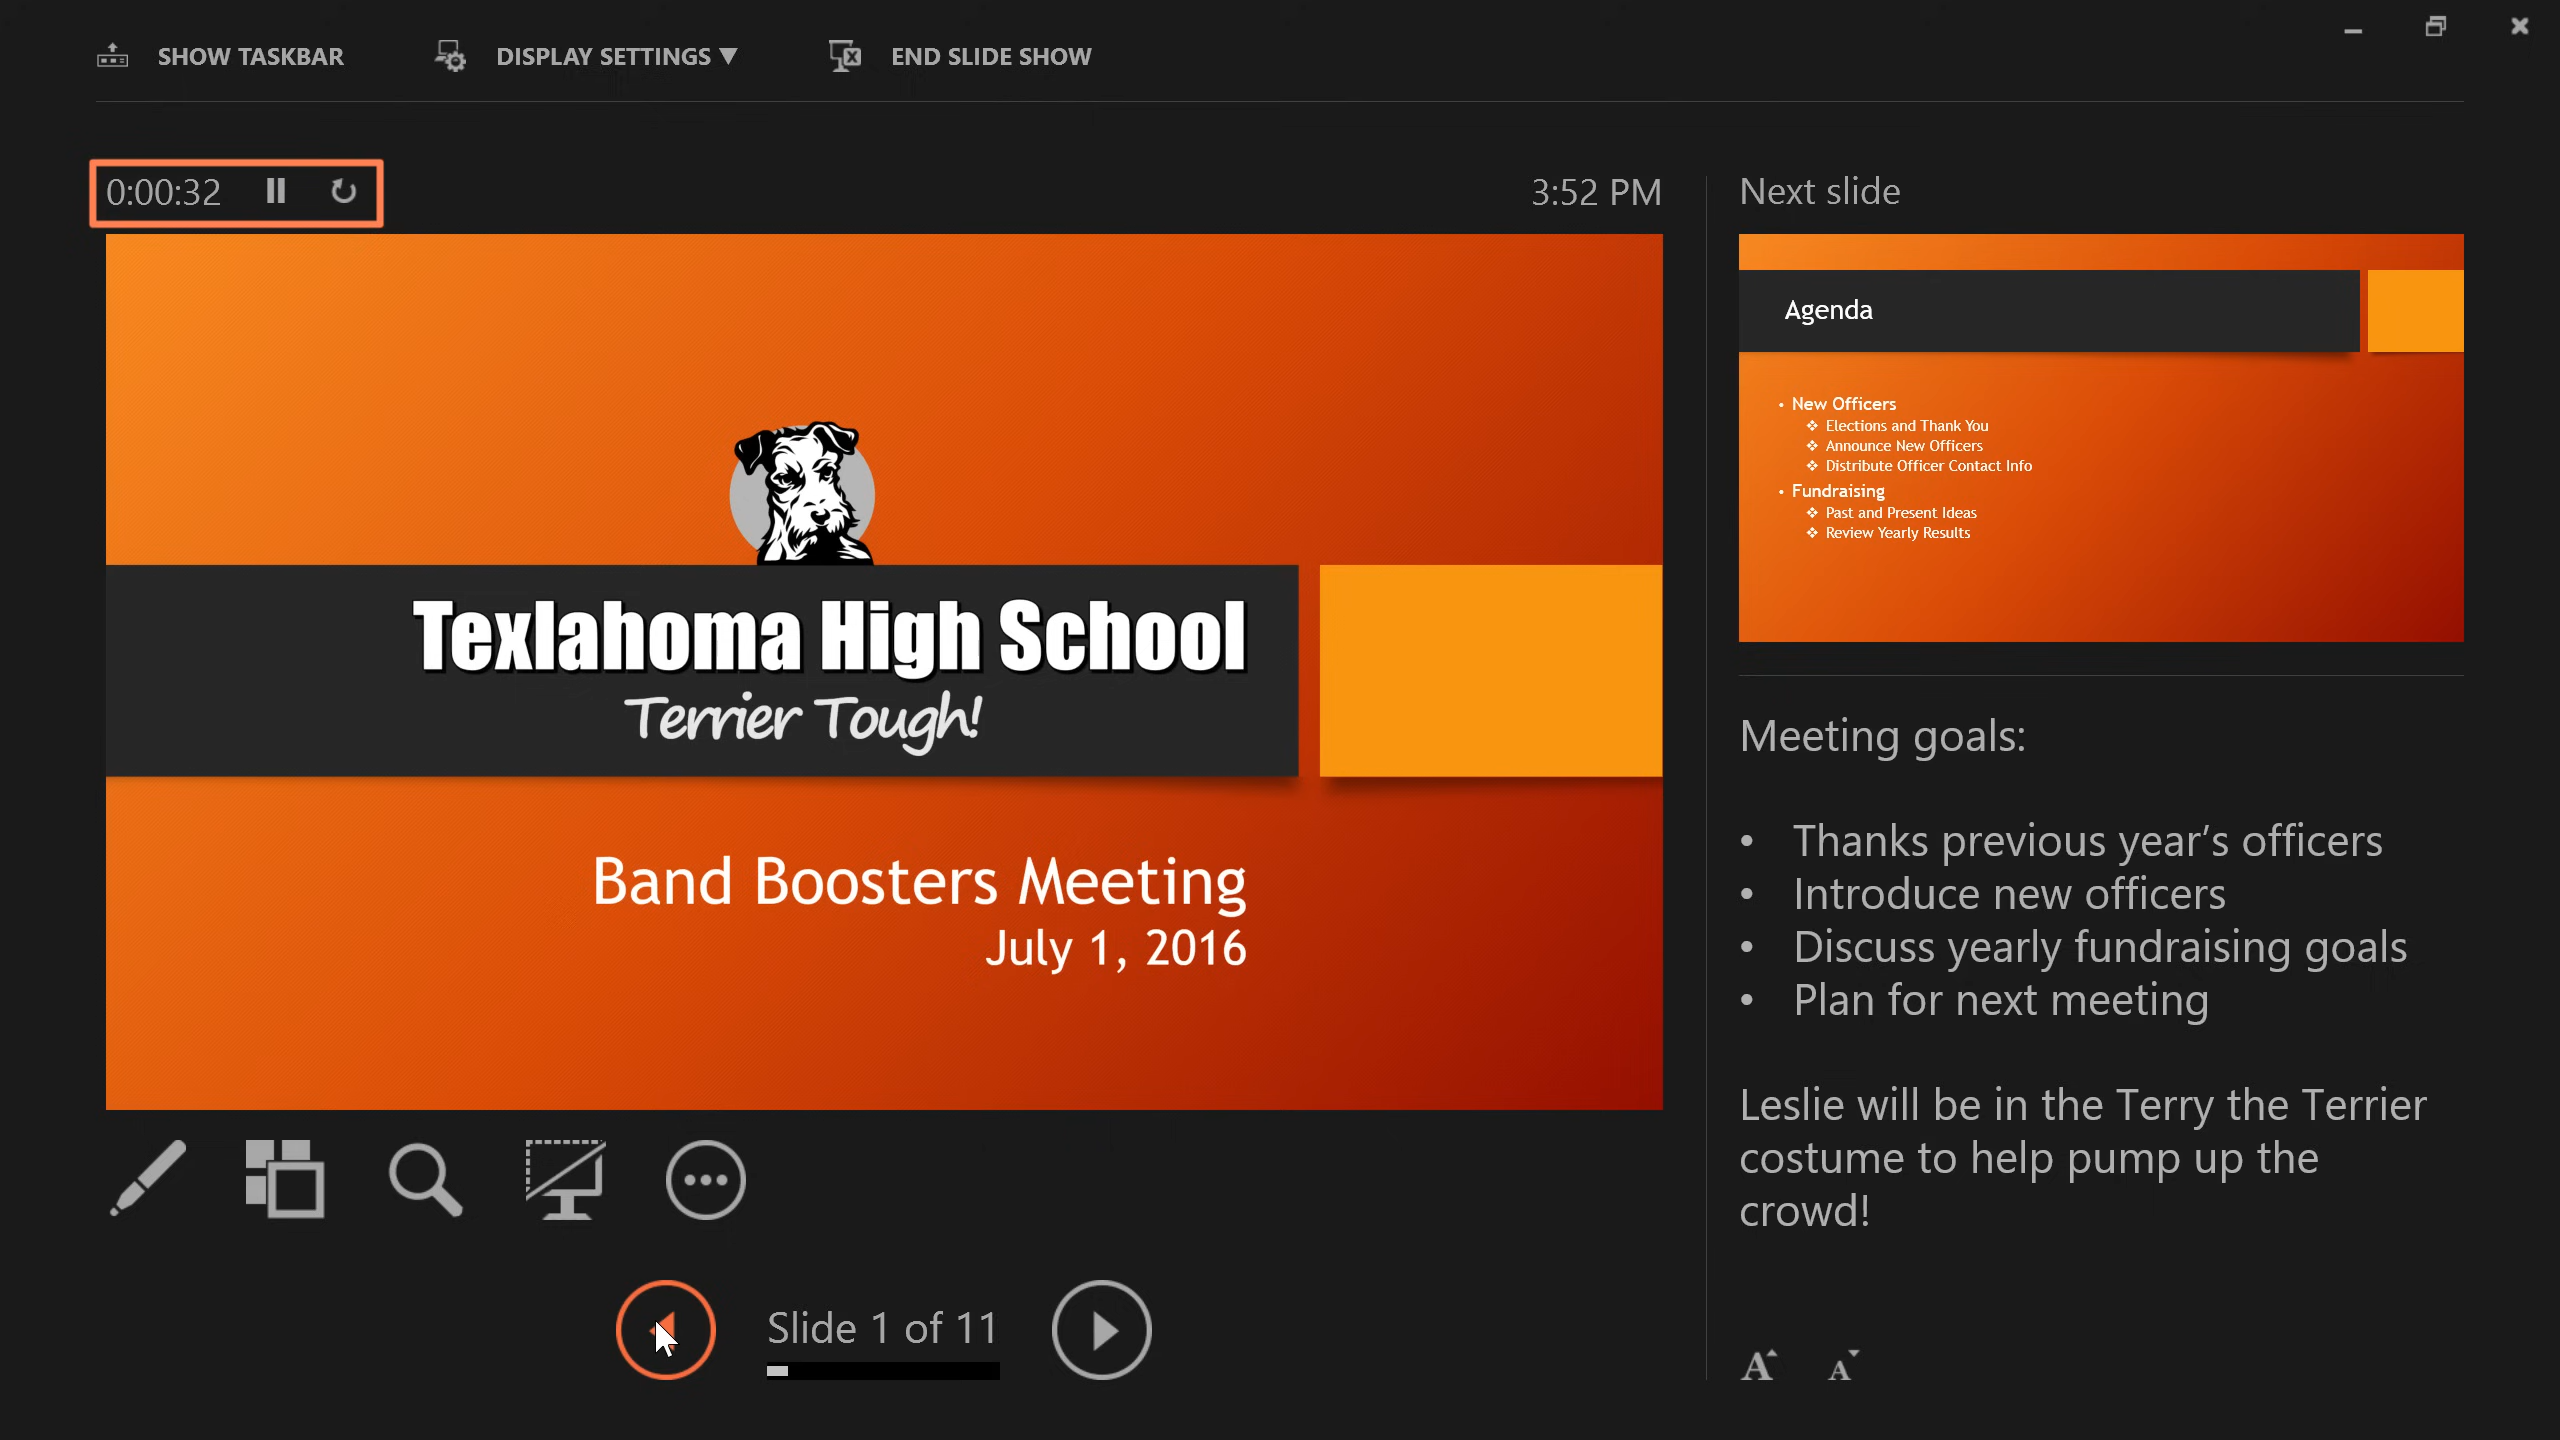 SHOW TASKBAR
DISPLAY SETTINGS ▼
END SLIDE SHOW
0:00:32
3:52 PM
Texlahoma High School
Terrier Tough!
Band Boosters Meeting
July 1, 2016
Slide 1 of 11
Next slide
Agenda
• New Officers
❖ Elections and Thank You
❖ Announce New Officers
❖ Distribute Officer Contact Info
• Fundraising
❖ Past and Present Ideas
❖ Review Yearly Results
Meeting goals:
• Thanks previous year’s officers
• Introduce new officers
• Discuss yearly fundraising goals
• Plan for next meeting
Leslie will be in the Terry the Terrier
costume to help pump up the
crowd!
A A